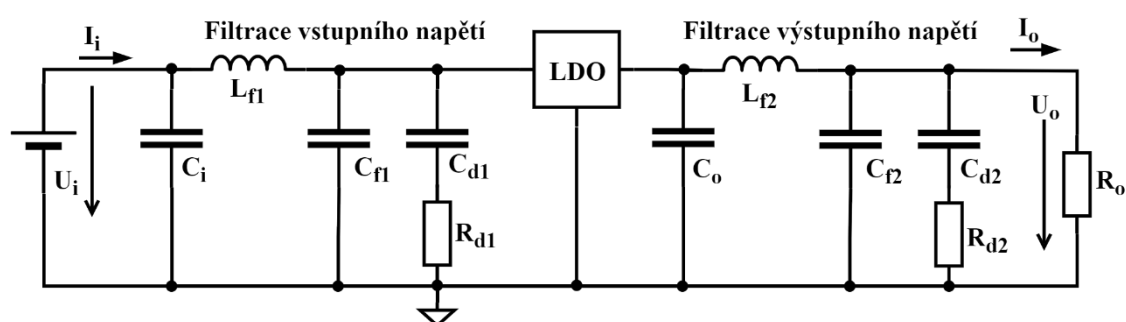 Filtrace vstupního napětí
Filtrace výstupního napětí
Ii
Io
LDO
Lf1
Lf2
Uo
Ui
Ci
Cf1
Cd1
Co
Cf2
Cd2
Ro
Rd1
Rd2